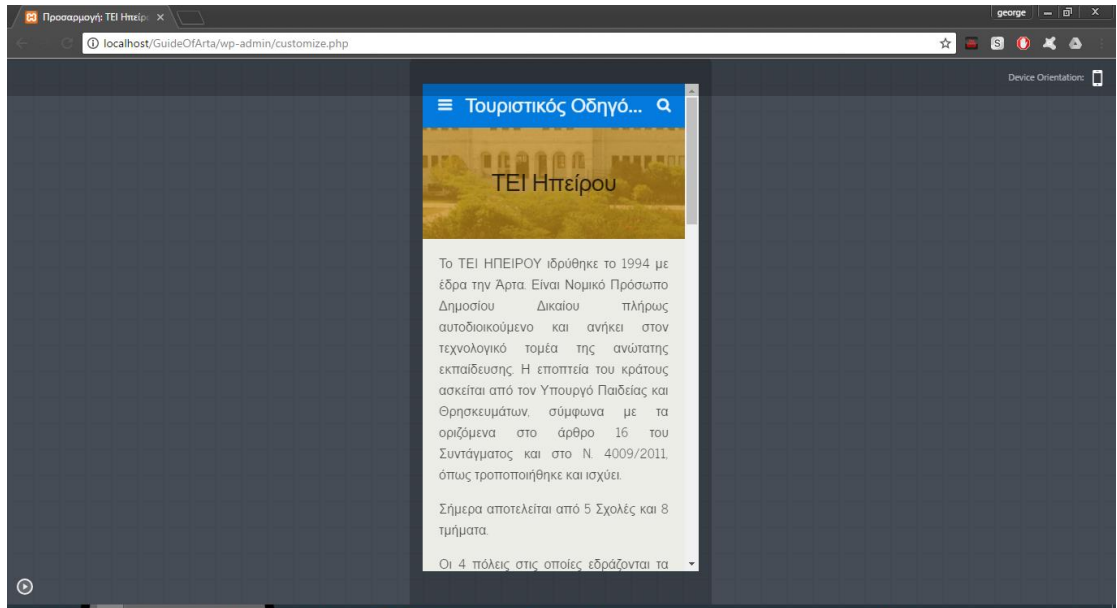 Προσαρμογή: ΤΕΙ Ηπείρ
george
localhost/GuideOfArta/wp-admin/customize.php
S
Device Orientation:
Τουριστικός Οδηγό...
ΤΕΙ Ηπείρου
Το ΤΕΙ ΗΠΕΙΡΟΥ ιδρύθηκε το 1994 με
έδρα την Άρτα. Είναι Νομικό Πρόσωπο
Δημοσίου Δικαίου πλήρως
αυτοδιοικούμενο και ανήκει στον
τεχνολογικό τομέα της ανώτατης
εκπαίδευσης. Η εποπτεία του κράτους
ασκείται από τον Υπουργό Παιδείας και
Θρησκευμάτων, σύμφωνα με τα
οριζόμενα στο άρθρο 16 του
Συντάγματος και στο Ν. 4009/2011,
όπως τροποποιήθηκε και ισχύει.
Σήμερα αποτελείται από 5 Σχολές και 8
τμήματα.
Οι 4 πόλεις στις οποίες εδράζονται τα